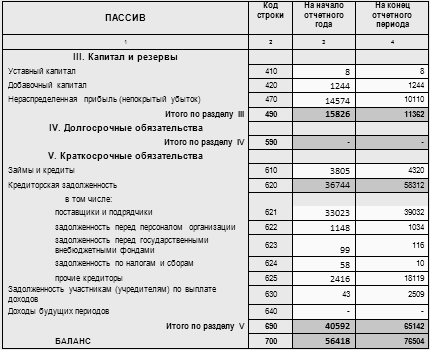 ПАССИВ Код строки На начало отчетного года На конец отчетного периода
1 2 3 4
III. Капитал и резервы
Уставный капитал 410 8 8
Добавочный капитал 420 1244 1244
Нераспределенная прибыль (непокрытый убыток) 470 14574 10110
Итого по разделу III 490 15826 11362
IV. Долгосрочные обязательства
Итого по разделу IV 590 - -
V. Краткосрочные обязательства
Займы и кредиты 610 3805 4320
Кредиторская задолженность 620 36744 58312
в том числе:
поставщики и подрядчики 621 33023 39032
задолженность перед персоналом организации 622 1148 1034
задолженность перед государственными
внебюджетными фондами 623 99 116
задолженность по налогам и сборам 624 58 10
прочие кредиторы 625 2416 18119
Задолженность участникам (учредителям) по выплате
доходов 630 43 2509
Доходы будущих периодов 640 - -
Итого по разделу V 690 40592 65142
БАЛАНС 700 56418 76504